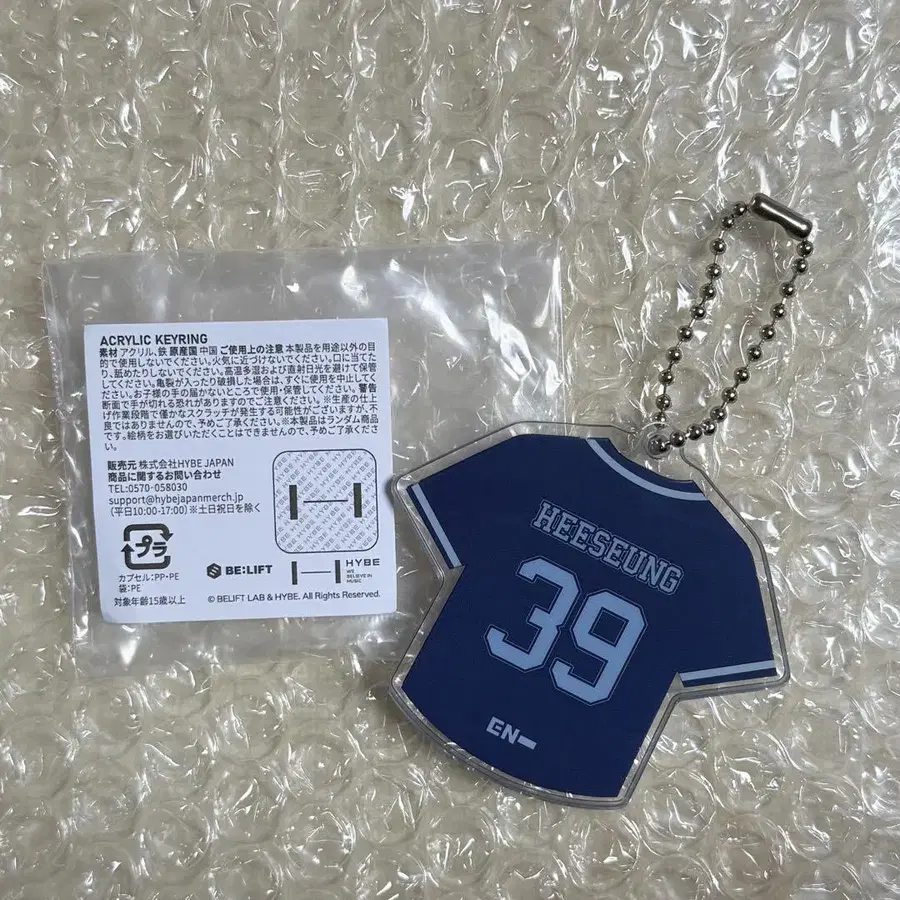 ACRYLIC KEYRING
素材 アクリル、鉄 原産国 中国 ご使用上の注意 本製品を用途以外の目
的で使用しないでください。火気に近づけないでください。口に当てた
り、舐めたりしないでください。高温多湿および直射日光を避けて保管
してください。亀裂が入ったり破損した場合は、すぐに使用を中止してく
ださい。お子様の手の届かないところで使用・保管してください。警告
断面で手が切れる恐れがありますのでご注意ください。※生産の仕上
げ作業段階で僅かなスクラッチが発生する可能性がございますが、不
良ではありませんので、予めご了承ください。※本製品はランダム商品
です。絵柄をお選びいただくことはできませんので、予めご了承くださ
い。
販売元 株式会社HYBE JAPAN
商品に関するお問い合わせ
TEL:0570-058030
support@hybejapanmerch.jp
(平日10:00-17:00) ※土日祝日を除く
プラ
カプセル:PP・PE
袋:PE
対象年齢15歳以上
BE:LIFT
HYBE
WE
BELIEVE IN
MUSIC
© BELIFT LAB & HYBE. All Rights Reserved.
HEESEUNG
39
EN-